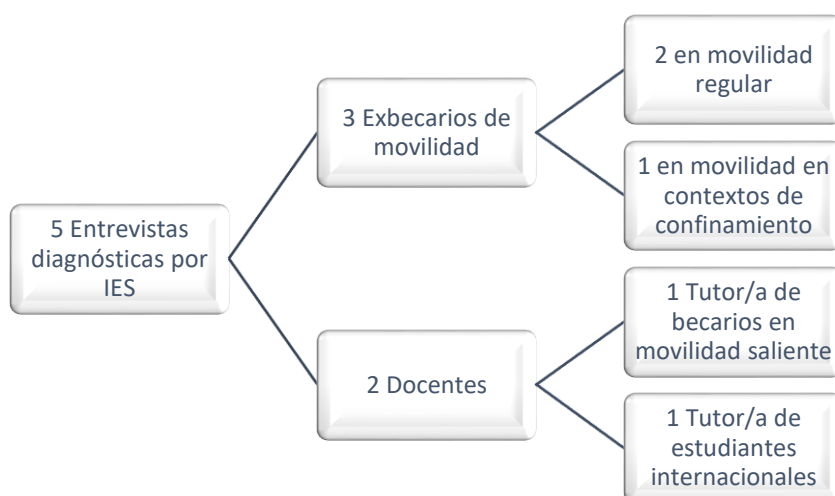 5 Entrevistas
diagnósticas por
IES
3 Exbecarios de
movilidad
2 en movilidad
regular
1 en movilidad en
contextos de
confinamiento
2 Docentes
1 Tutor/a de
becarios en
movilidad saliente
1 Tutor/a de
estudiantes
internacionales